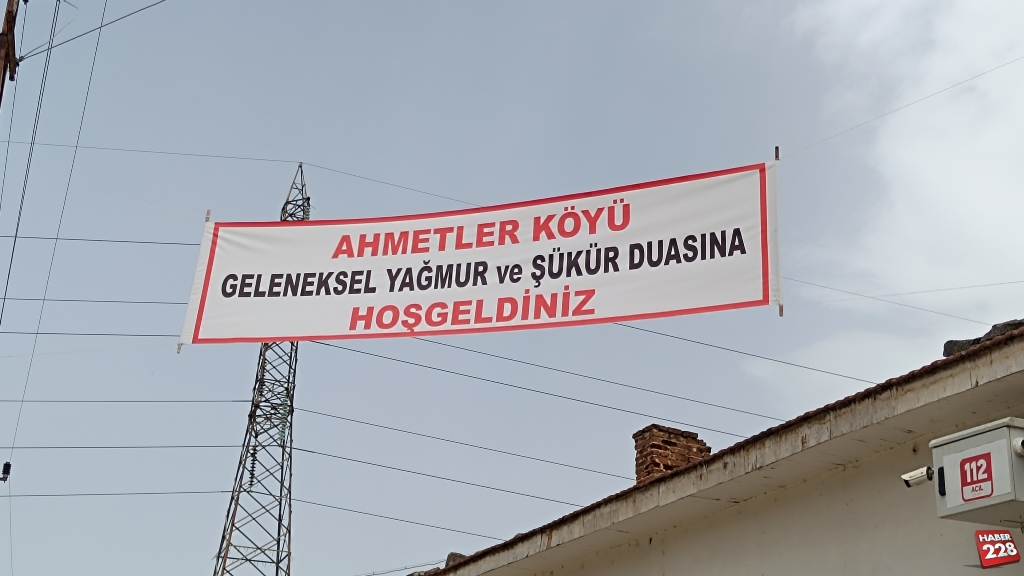 AHMETLER KÖYÜ
GELENEKSEL YAĞMUR ve ŞÜKÜR DUASINA
HOŞGELDİNİZ
112
ACİL
HABER
228